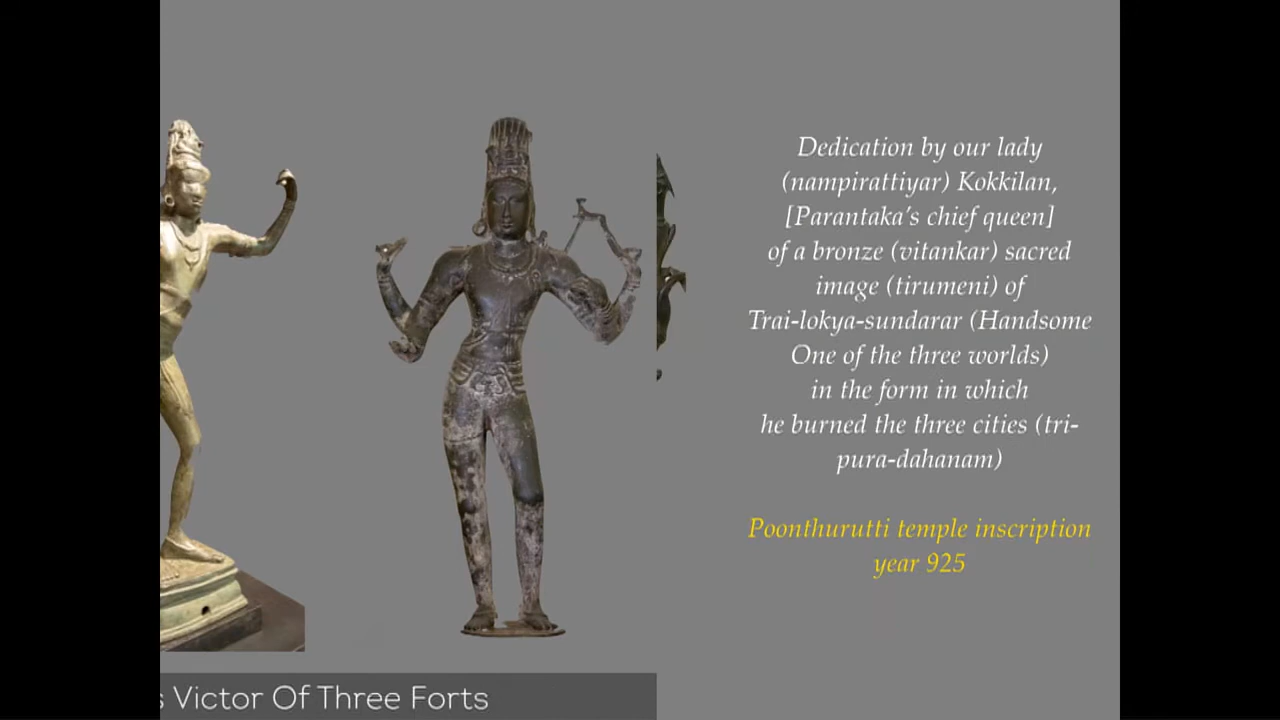 Dedication by our lady
(nampirattiyar) Kokkilan,
[Parantaka's chief queen]
of a bronze (vitankar) sacred
image (tirumeni) of
Trai-lokya-sundarar (Handsome
One of the three worlds)
in the form in which
he burned the three cities (tri-
pura-dahanam)
Poonthurutti temple inscription
year 925
s Victor Of Three Forts